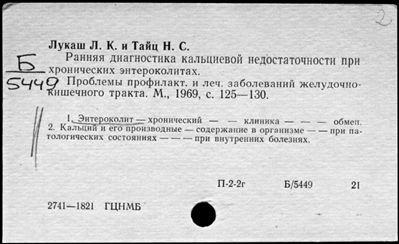 2
Лукаш Л. К. и Тайц Н. С.
Ранняя диагностика кальциевой недостаточности при
хронических энтероколитах.
Б
5449
Проблемы профилакт. и леч. заболеваний желудочно-
кишечного тракта. М., 1969, с. 125—130.
1. Энтероколит — хронический — — клиника — — — обмен.
2. Кальций и его производные — содержание в организме — — при па-
тологических состояниях — — — при внутренних болезнях.
П-2-2г Б/5449 21
2741—1821 ГЦНМБ